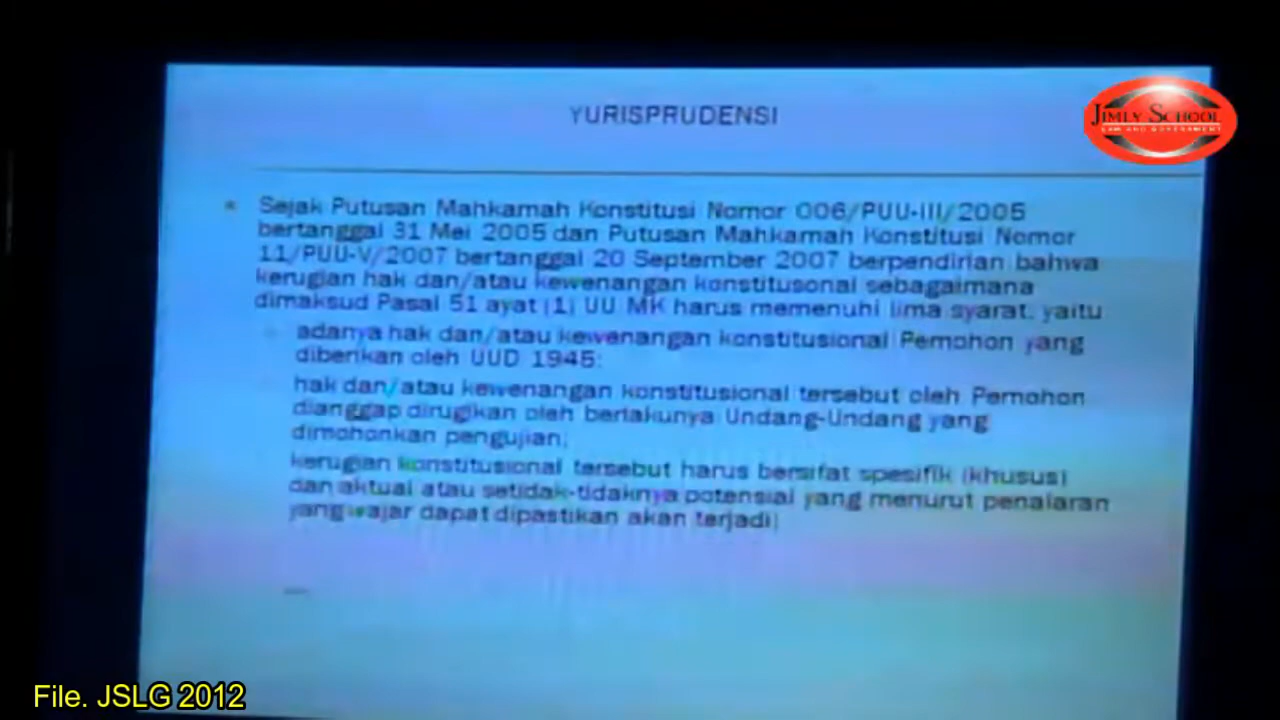 YURISPRUDENSI
JIMLY SCHOOL
LAW AND GOVERNMENT
Sejak Putusan Mahkamah Konstitusi Nomor 006/PUU-III/2005
bertanggal 31 Mei 2005 dan Putusan Mahkamah Konstitusi Nomor
11/PUU-V/2007 bertanggal 20 September 2007 berpendirian bahwa
kerugian hak dan/atau kewenangan konstitusonal sebagaimana
dimaksud Pasal 51 ayat (1) UU MK harus memenuhi lima syarat, yaitu
adanya hak dan/atau kewenangan konstitusional Pemohon yang
diberikan oleh UUD 1945;
hak dan/atau kewenangan konstitusional tersebut oleh Pemohon
dianggap dirugikan oleh berlakunya Undang-Undang yang
dimohonkan pengujian;
kerugian konstitusional tersebut harus bersifat spesifik (khusus)
dan aktual atau setidak-tidaknya potensial yang menurut penalaran
yang wajar dapat dipastikan akan terjadi;
File. JSLG 2012